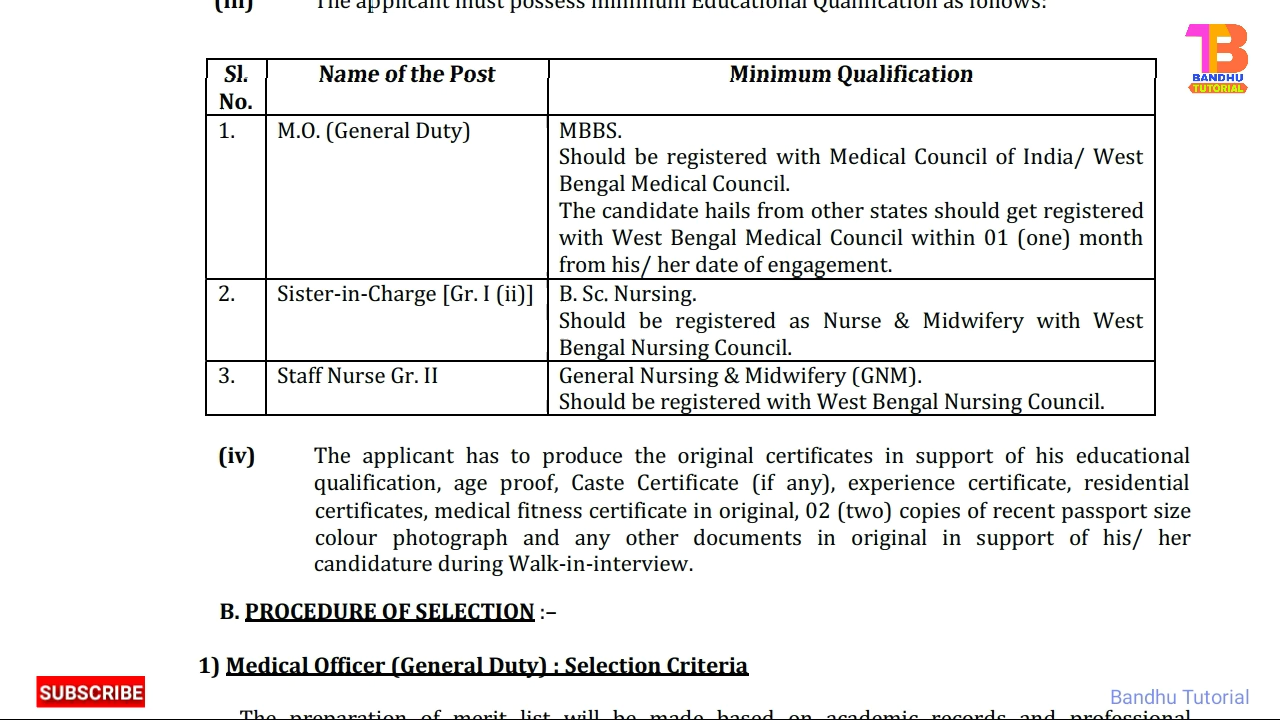 (iii) The applicant must possess minimum Educational Qualification as follows:
Sl. No. Name of the Post Minimum Qualification
1. M.O. (General Duty) MBBS.
Should be registered with Medical Council of India/ West
Bengal Medical Council.
The candidate hails from other states should get registered
with West Bengal Medical Council within 01 (one) month
from his/ her date of engagement.
2. Sister-in-Charge [Gr. I (ii)] B. Sc. Nursing.
Should be registered as Nurse & Midwifery with West
Bengal Nursing Council.
3. Staff Nurse Gr. II General Nursing & Midwifery (GNM).
Should be registered with West Bengal Nursing Council.
(iv) The applicant has to produce the original certificates in support of his educational
qualification, age proof, Caste Certificate (if any), experience certificate, residential
certificates, medical fitness certificate in original, 02 (two) copies of recent passport size
colour photograph and any other documents in original in support of his/ her
candidature during Walk-in-interview.
B. PROCEDURE OF SELECTION :–
1) Medical Officer (General Duty) : Selection Criteria
The preparation of merit list will be made based on academic records and professional
TB
BANDHU
TUTORIAL
SUBSCRIBE
Bandhu Tutorial